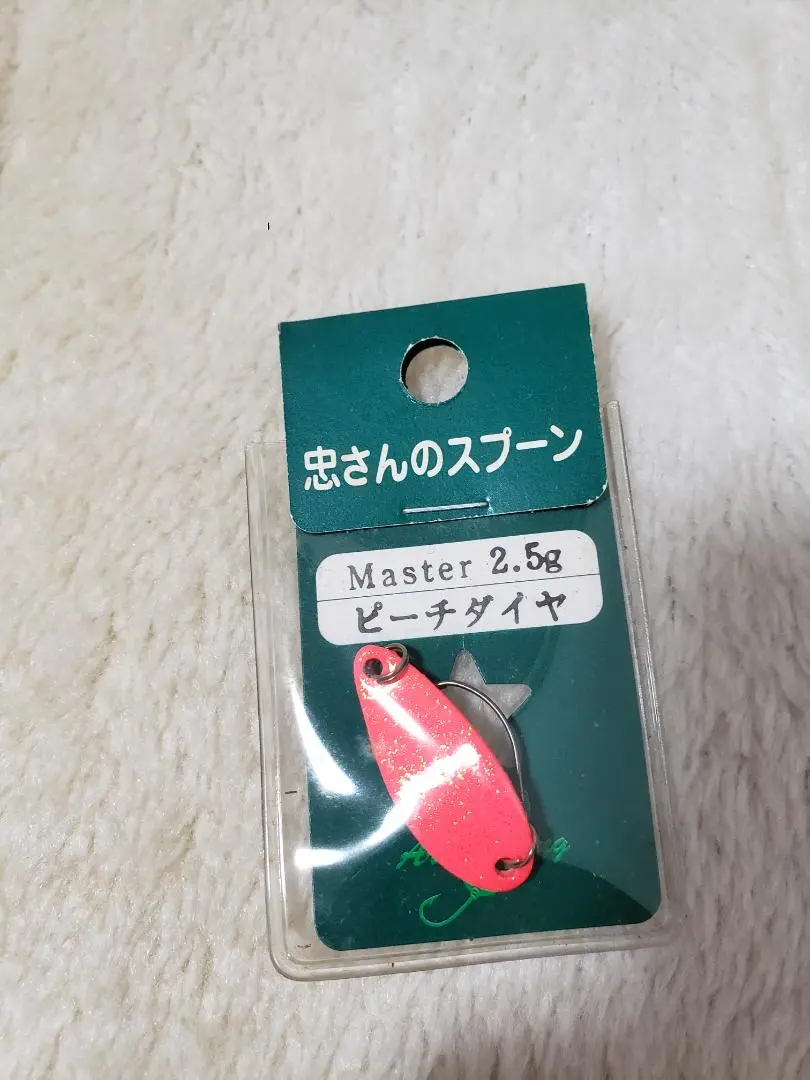 忠さんのスプーン
Master 2.5g
ピーチダイヤ